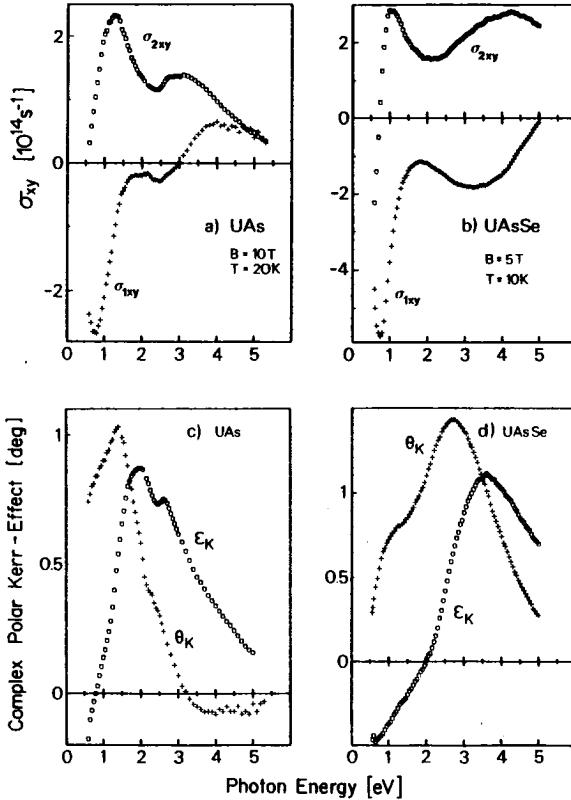 σxy [10¹⁴s⁻¹]
2
0
-2
σ2xy
σ1xy
a) UAs
B = 10T
T = 20K
0 1 2 3 4 5
2
0
-2
-4
σ2xy
σ1xy
b) UAsSe
B = 5T
T = 10K
0 1 2 3 4 5
Complex Polar Kerr-Effect [deg]
1
0.5
0
c) UAs
θK
εK
0 1 2 3 4 5
1
0.5
0
d) UAsSe
θK
εK
0 1 2 3 4 5
Photon Energy [eV]